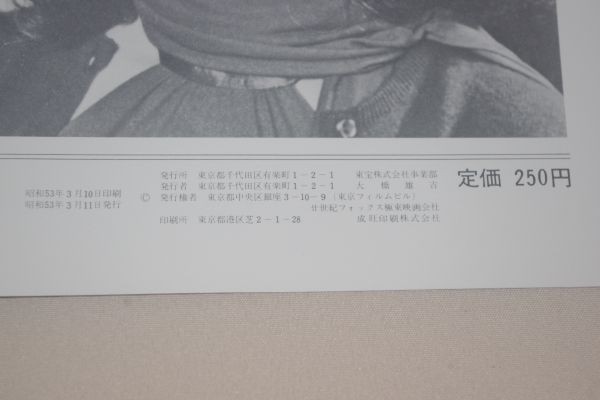 昭和53年3月10日印刷
昭和53年3月11日発行
発行所 東京都千代田区有楽町1-2-1 東宝株式会社事業部
発行者 東京都千代田区有楽町1-2-1 大橋雄吉
© 発行権者 東京都中央区銀座3-10-9(東京フィルムビル)
廿世紀フォックス極東映画会社
印刷所 東京都港区芝2-1-28 成旺印刷株式会社
定価 250円